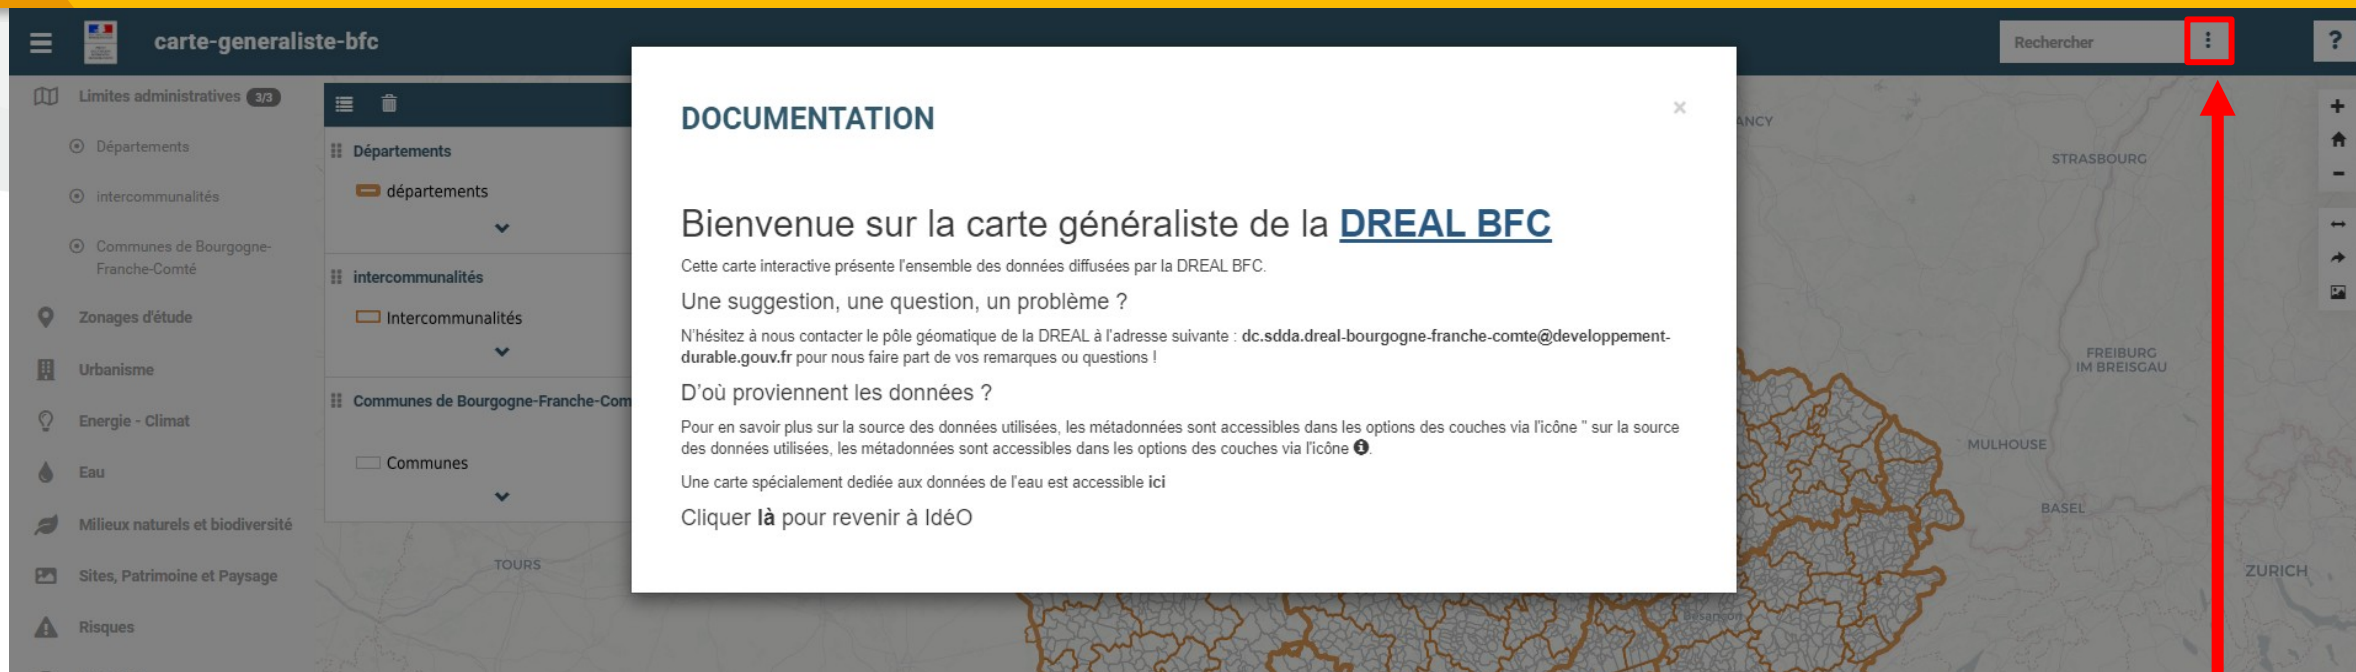 carte-generaliste-bfc
Rechercher
?
Limites administratives 3/3
Départements
intercommunalités
Communes de Bourgogne-
Franche-Comté
Zonages d'étude
Urbanisme
Energie - Climat
Eau
Milieux naturels et biodiversité
Sites, Patrimoine et Paysage
Risques
Départements
départements
intercommunalités
Intercommunalités
Communes de Bourgogne-Franche-Com
Communes
DOCUMENTATION
×
Bienvenue sur la carte généraliste de la DREAL BFC
Cette carte interactive présente l'ensemble des données diffusées par la DREAL BFC.
Une suggestion, une question, un problème ?
N'hésitez à nous contacter le pôle géomatique de la DREAL à l'adresse suivante : dc.sdda.dreal-bourgogne-franche-comte@developpement-
durable.gouv.fr pour nous faire part de vos remarques ou questions !
D'où proviennent les données ?
Pour en savoir plus sur la source des données utilisées, les métadonnées sont accessibles dans les options des couches via l'icône " sur la source
des données utilisées, les métadonnées sont accessibles dans les options des couches via l'icône .
Une carte spécialement dediée aux données de l'eau est accessible ici
Cliquer là pour revenir à IdéO
ANCY
STRASBOURG
FREIBURG
IM BREISGAU
MULHOUSE
BASEL
ZURICH
TOURS
Besançon